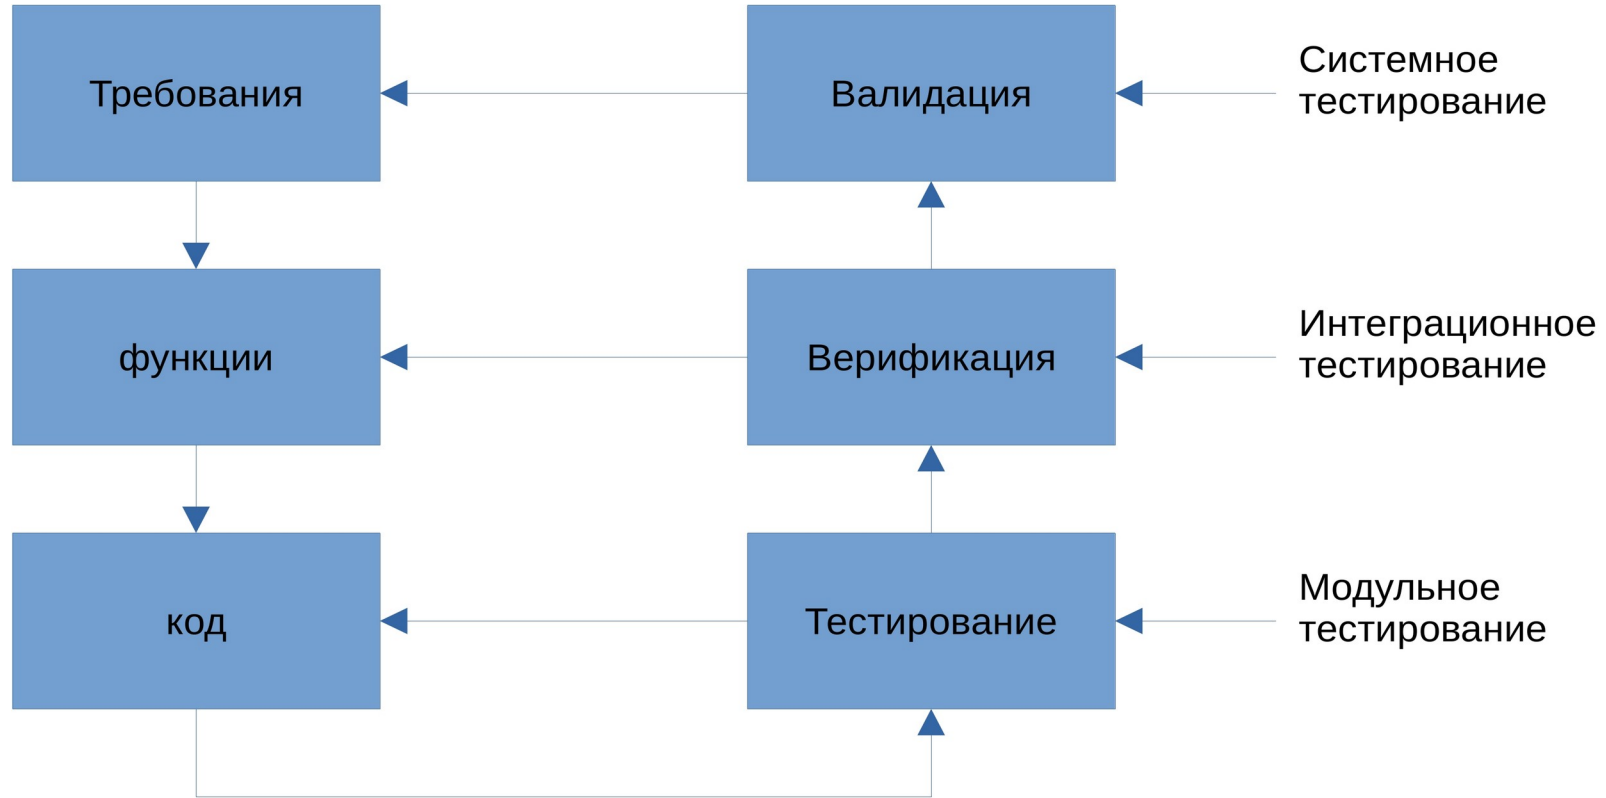 Требования
Валидация
Системное
тестирование
функции
Верификация
Интеграционное
тестирование
код
Тестирование
Модульное
тестирование